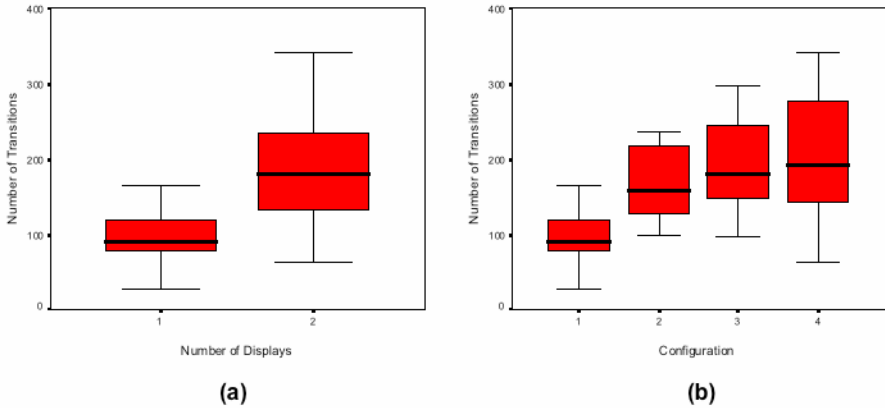 400
300
200
100
0
Number of Transitions
1
2
Number of Displays
(a)
400
300
200
100
0
Number of Transitions
1
2
3
4
Configuration
(b)